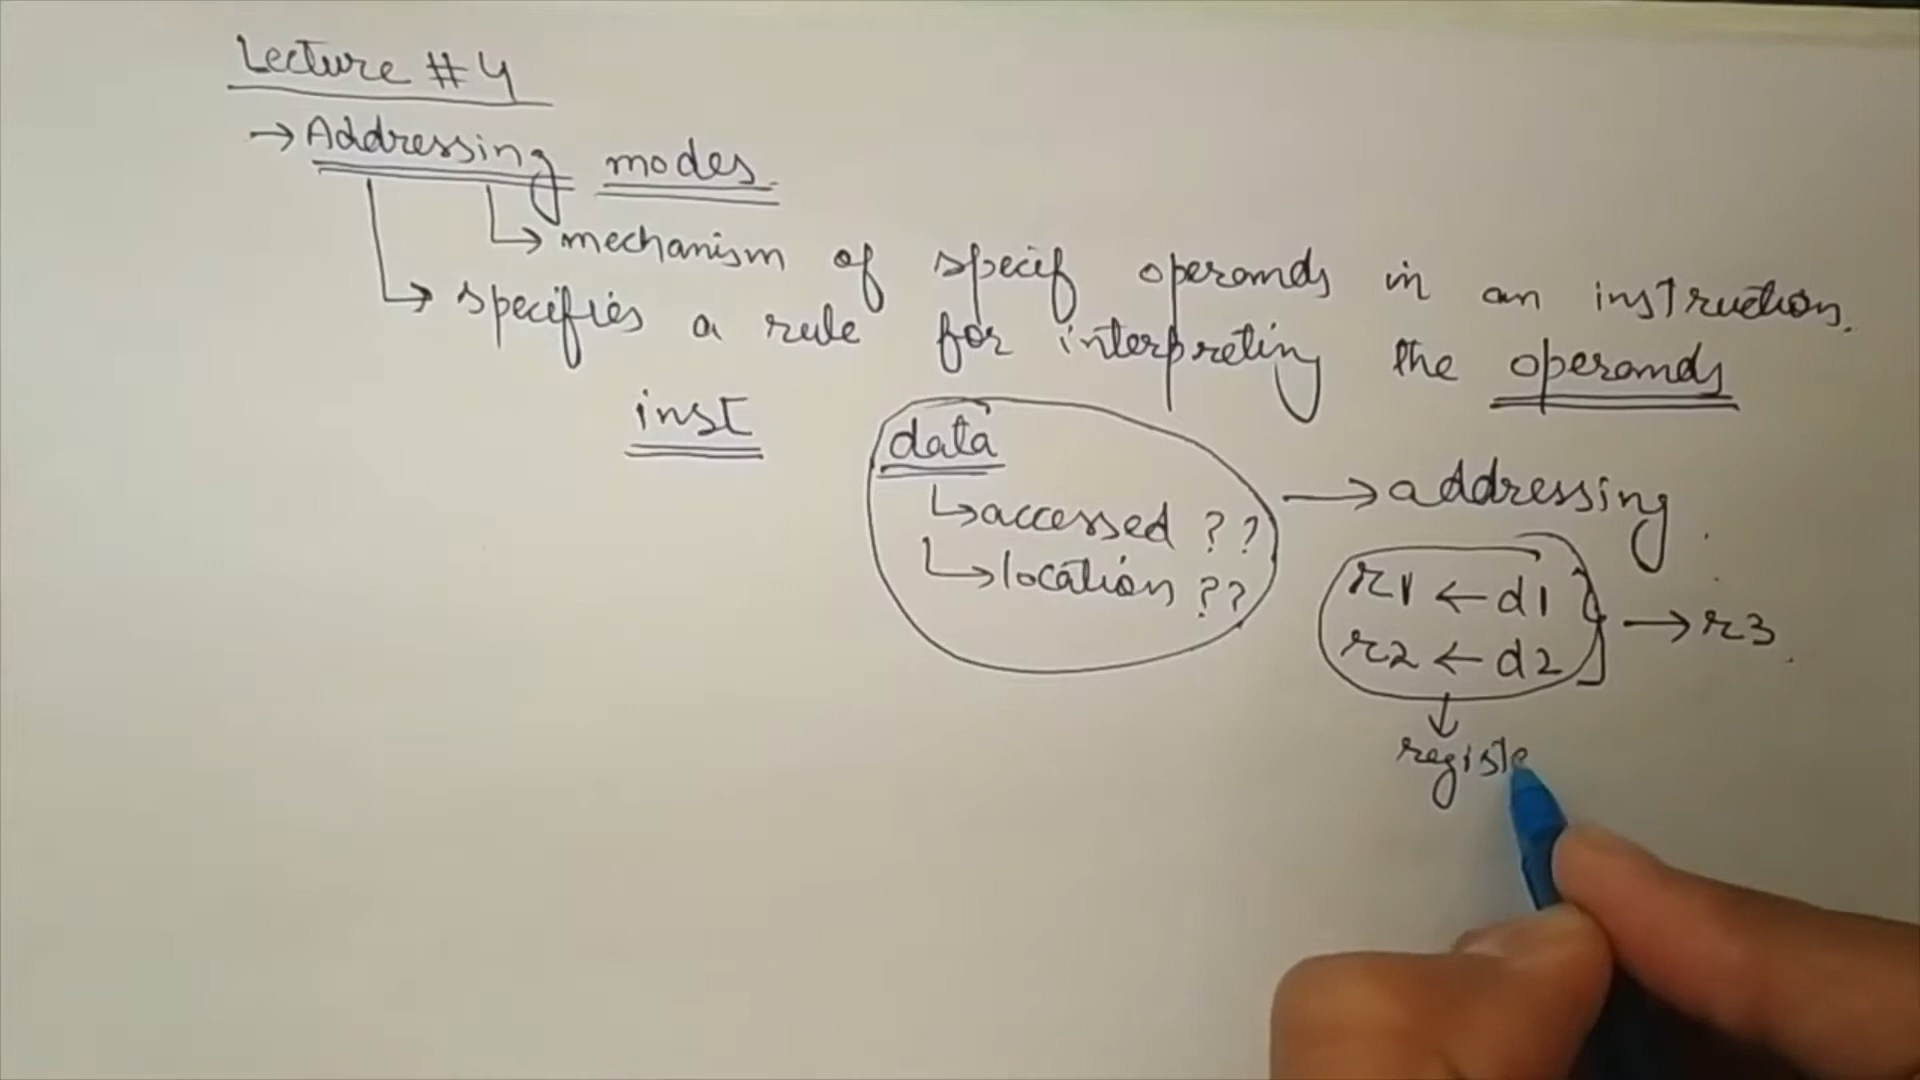 Lecture #4
→ Addressing modes
↳ mechanism of specif operands in an instruction.
↳ specifies a rule for interpreting the operands
inst data
↳ accessed ?? → addressing
↳ location ??
r1 ← d1
r2 ← d2 → r3
↓
registe